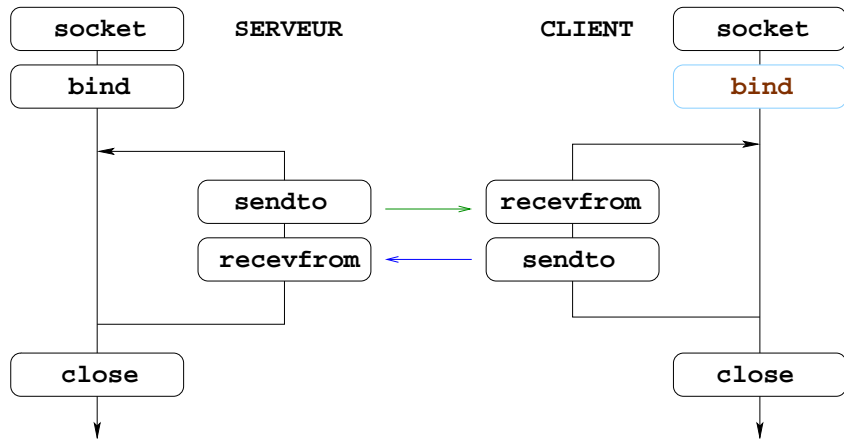 socket SERVEUR CLIENT socket
bind bind
sendto recevfrom
recevfrom sendto
close close